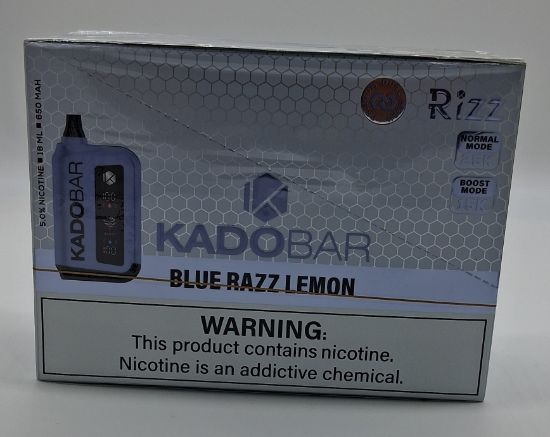 5.0% NICOTINE ■ 18 ML ■ 650 MAH
KADOBAR
Rizz
NORMAL
MODE
BOOST
MODE
KADOBAR
BLUE RAZZ LEMON
WARNING:
This product contains nicotine.
Nicotine is an addictive chemical.